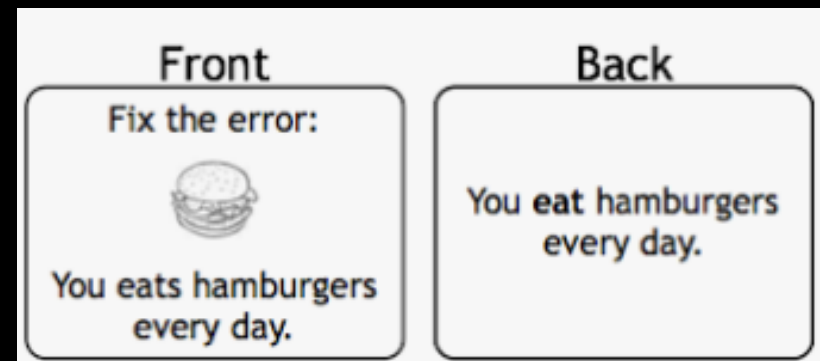 Front
Fix the error:
You eats hamburgers
every day.
Back
You eat hamburgers
every day.